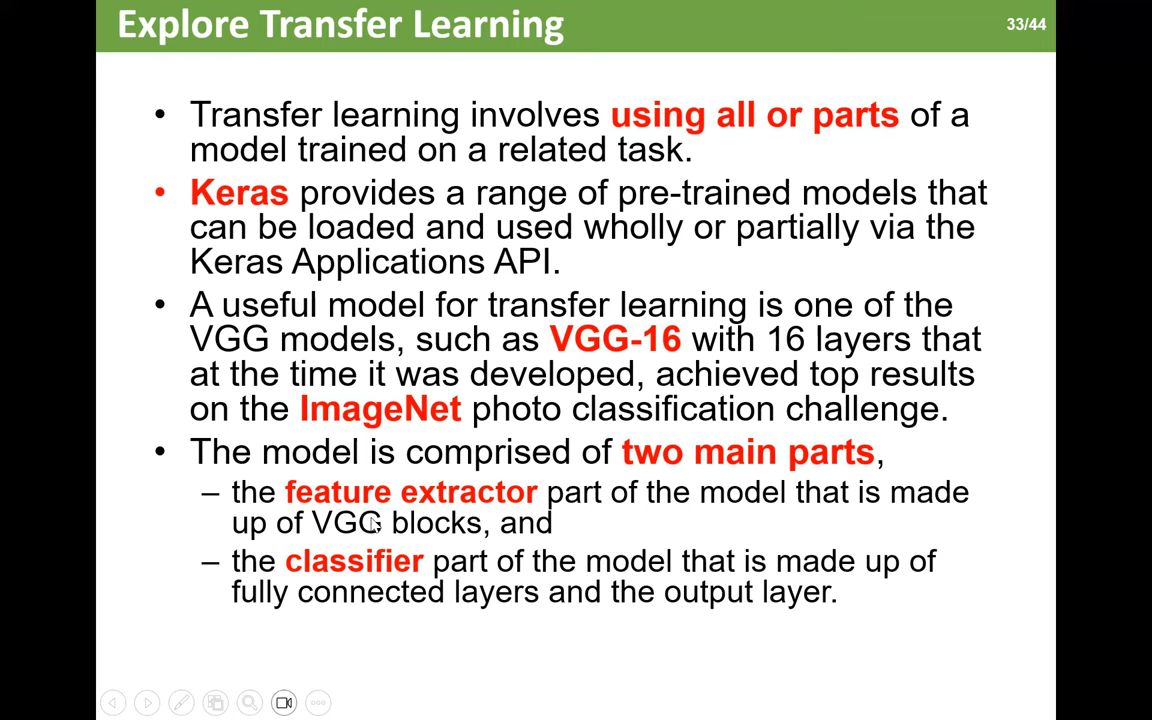 Explore Transfer Learning
33/44
• Transfer learning involves using all or parts of a
model trained on a related task.
• Keras provides a range of pre-trained models that
can be loaded and used wholly or partially via the
Keras Applications API.
• A useful model for transfer learning is one of the
VGG models, such as VGG-16 with 16 layers that
at the time it was developed, achieved top results
on the ImageNet photo classification challenge.
• The model is comprised of two main parts,
– the feature extractor part of the model that is made
up of VGG blocks, and
– the classifier part of the model that is made up of
fully connected layers and the output layer.